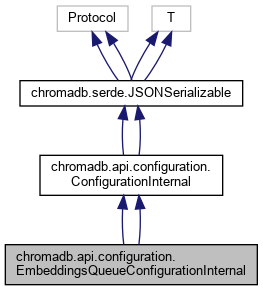 Protocol
T
chromadb.serde.JSONSerializable
chromadb.api.configuration.
ConfigurationInternal
chromadb.api.configuration.
EmbeddingsQueueConfigurationInternal